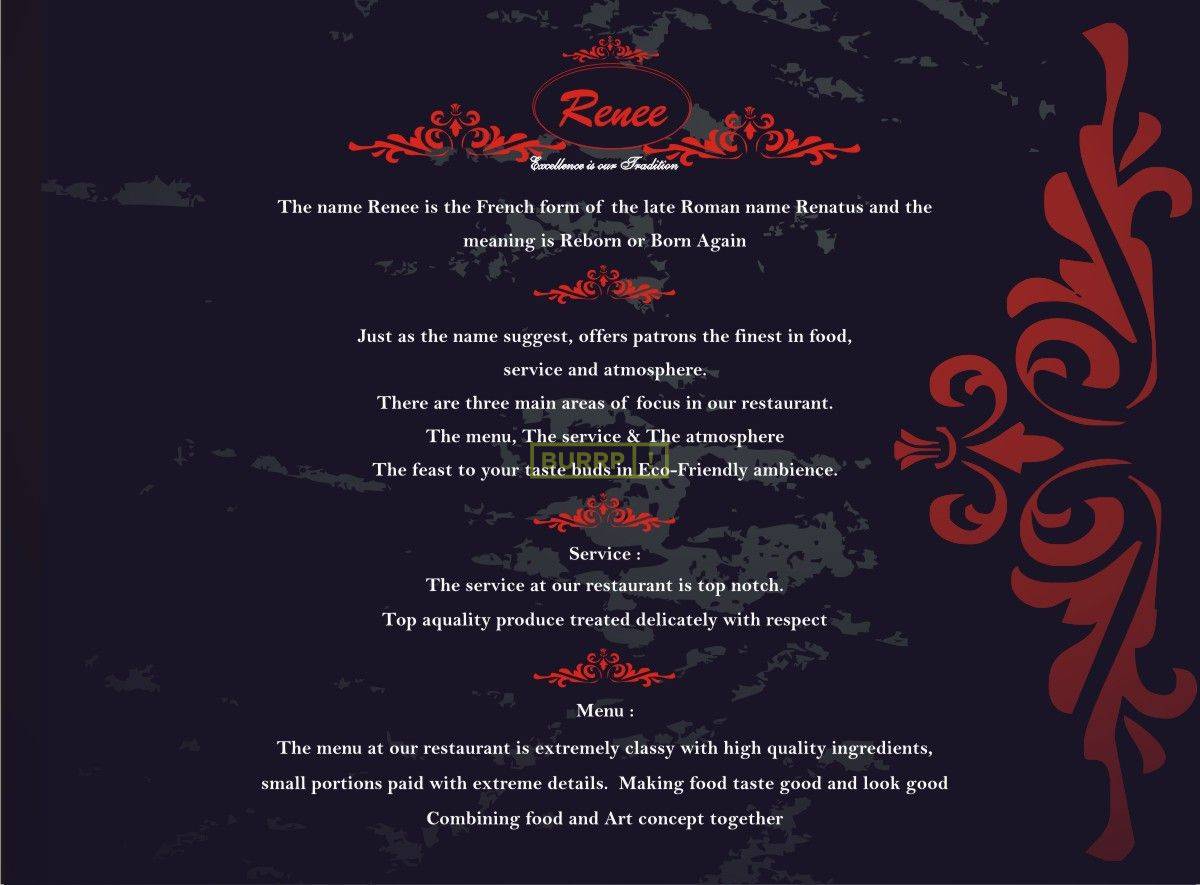 Renee
Excellence is our Tradition
The name Renee is the French form of the late Roman name Renatus and the
meaning is Reborn or Born Again
Just as the name suggest, offers patrons the finest in food,
service and atmosphere.
There are three main areas of focus in our restaurant.
The menu, The service & The atmosphere
BURRP !
The feast to your taste buds in Eco-Friendly ambience.
Service :
The service at our restaurant is top notch.
Top aquality produce treated delicately with respect
Menu :
The menu at our restaurant is extremely classy with high quality ingredients,
small portions paid with extreme details. Making food taste good and look good
Combining food and Art concept together